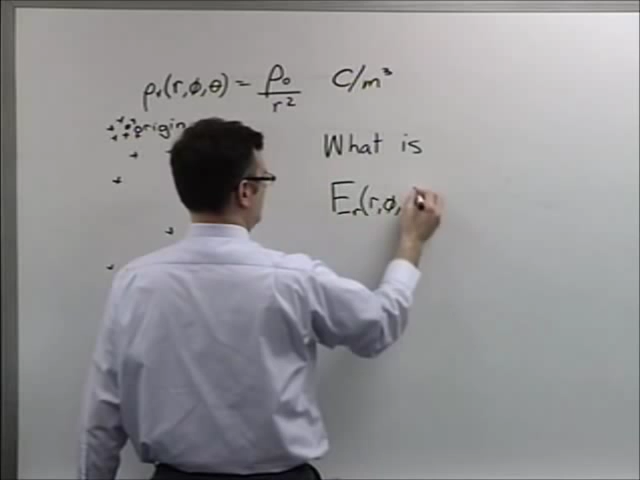 ρᵥ(r,ϕ,θ) = ρ₀/r² C/m³
origin
What is
Eᵣ(r,ϕ,